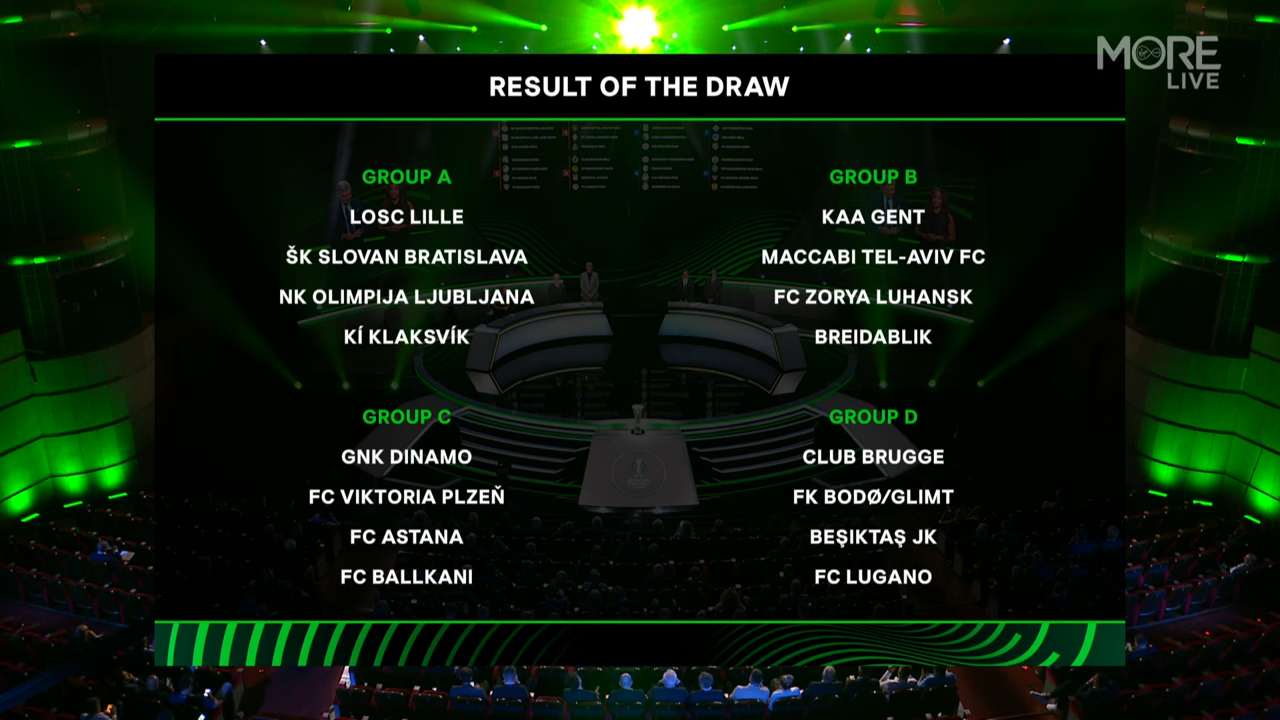 MORE
LIVE
RESULT OF THE DRAW
GROUP A
LOSC LILLE
ŠK SLOVAN BRATISLAVA
NK OLIMPIJA LJUBLJANA
KÍ KLAKSVÍK
GROUP B
KAA GENT
MACCABI TEL-AVIV FC
FC ZORYA LUHANSK
BREIDABLIK
GROUP C
GNK DINAMO
FC VIKTORIA PLZEŇ
FC ASTANA
FC BALLKANI
GROUP D
CLUB BRUGGE
FK BODØ/GLIMT
BEŞIKTAŞ JK
FC LUGANO